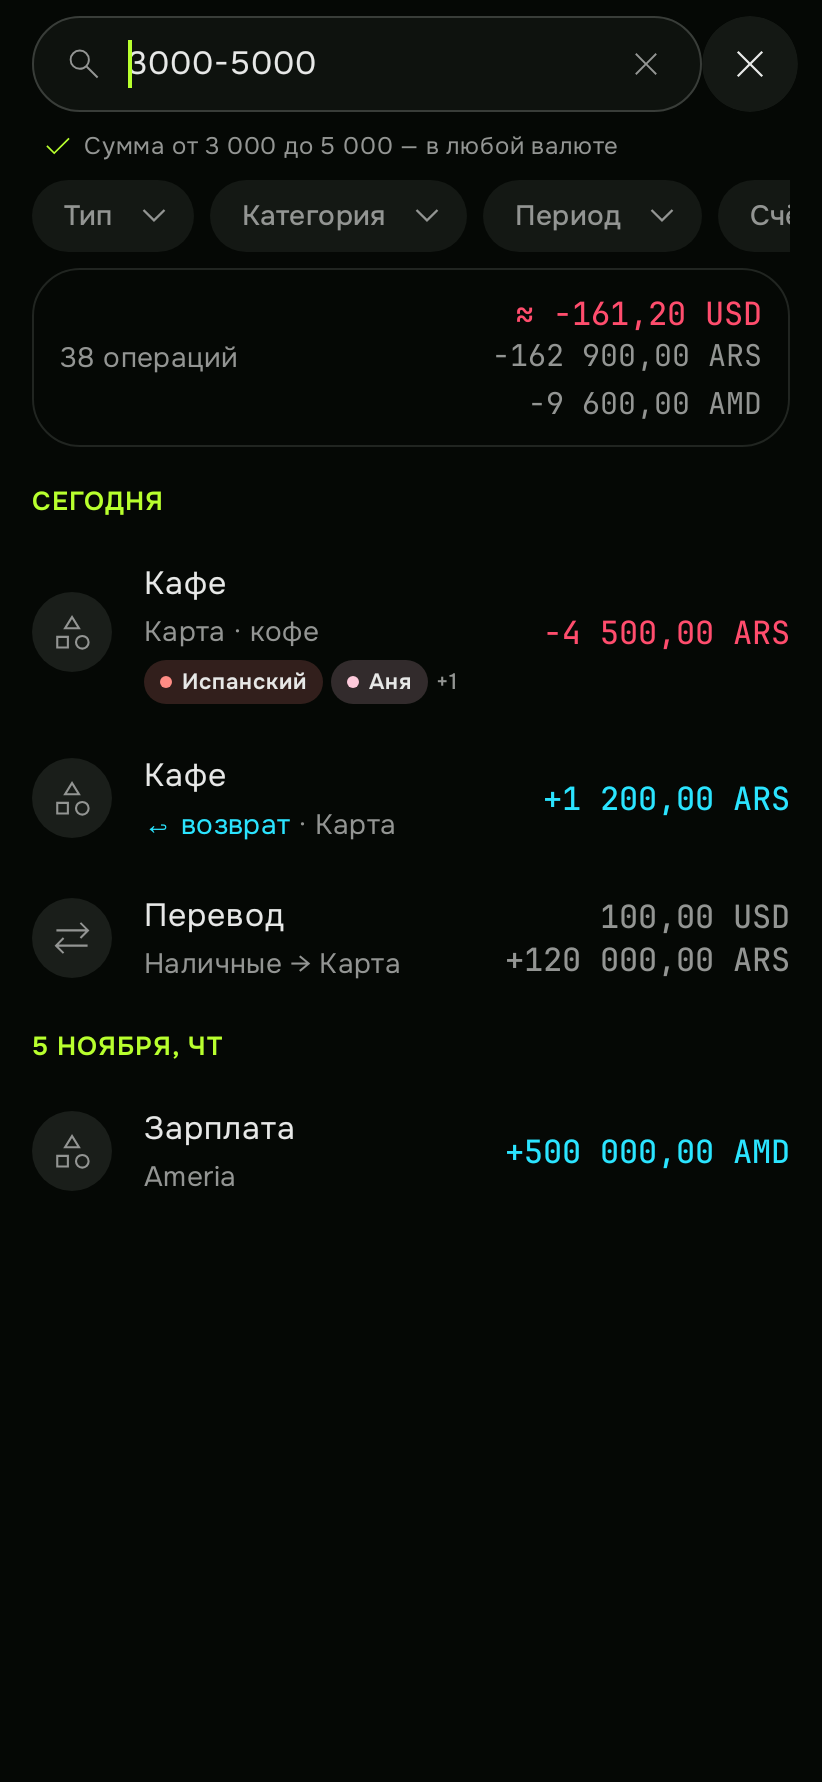 3000-5000
Сумма от 3 000 до 5 000 — в любой валюте
Тип Категория Период Счё
≈ -161,20 USD
38 операций
-162 900,00 ARS
-9 600,00 AMD
СЕГОДНЯ
Кафе
Карта · кофе
-4 500,00 ARS
Испанский Аня +1
Кафе
↩ возврат · Карта
+1 200,00 ARS
Перевод
Наличные → Карта
100,00 USD
+120 000,00 ARS
5 НОЯБРЯ, ЧТ
Зарплата
Ameria
+500 000,00 AMD